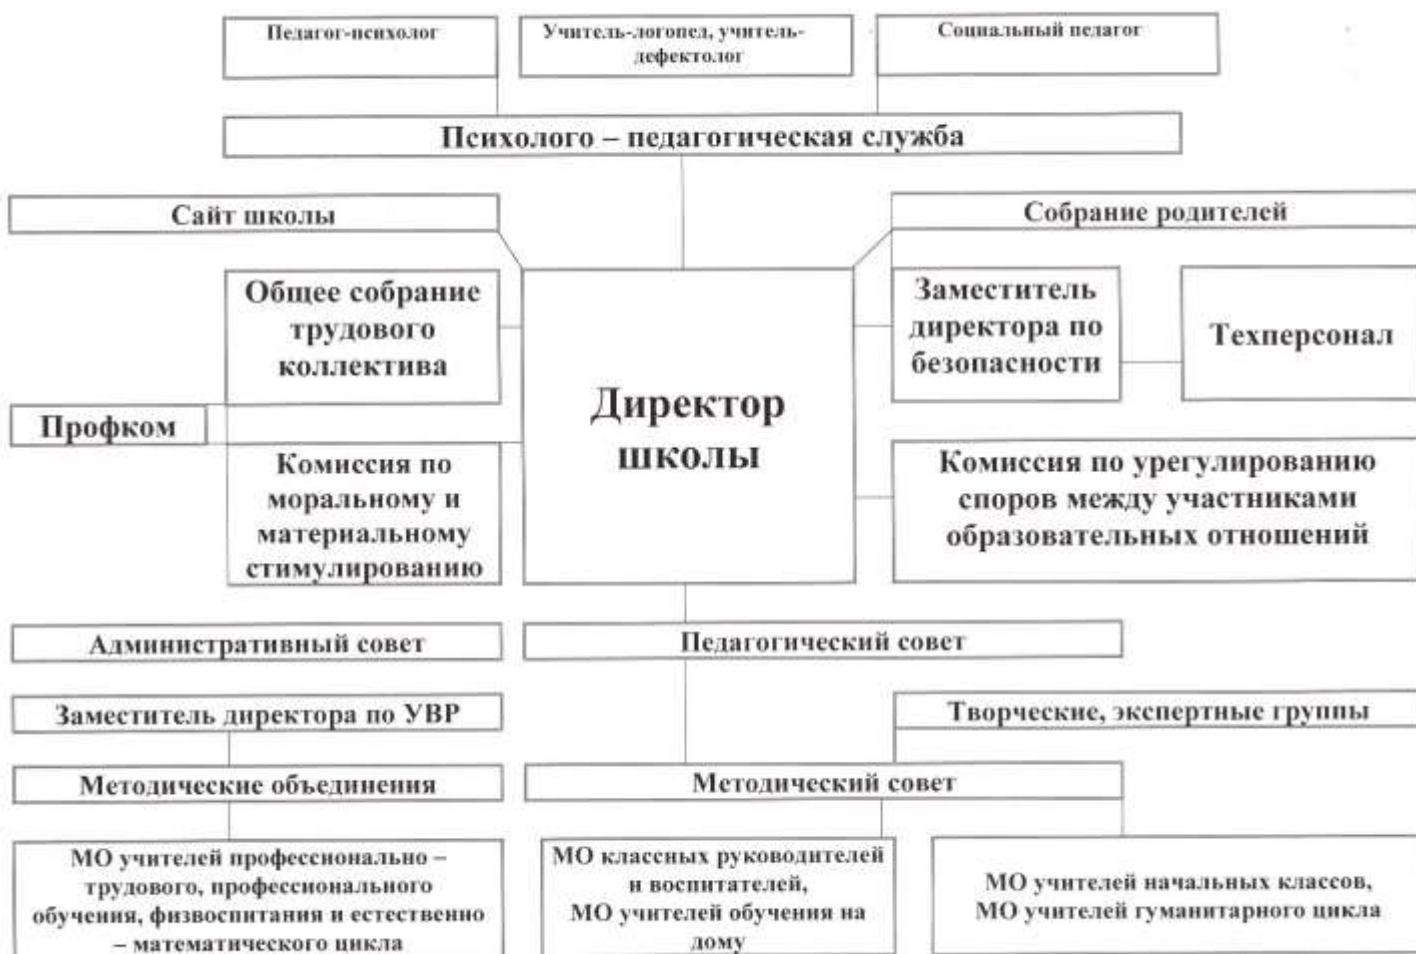 Педагог-психолог
Учитель-логопед, учитель-
дефектолог
Социальный педагог
Психолого – педагогическая служба
Сайт школы
Собрание родителей
Общее собрание
трудового
коллектива
Заместитель
директора по
безопасности
Техперсонал
Директор
школы
Профком
Комиссия по
моральному и
материальному
стимулированию
Комиссия по урегулированию
споров между участниками
образовательных отношений
Административный совет
Педагогический совет
Заместитель директора по УВР
Творческие, экспертные группы
Методические объединения
Методический совет
МО учителей профессионально –
трудового, профессионального
обучения, физвоспитания и естественно
– математического цикла
МО классных руководителей
и воспитателей,
МО учителей обучения на
дому
МО учителей начальных классов,
МО учителей гуманитарного цикла